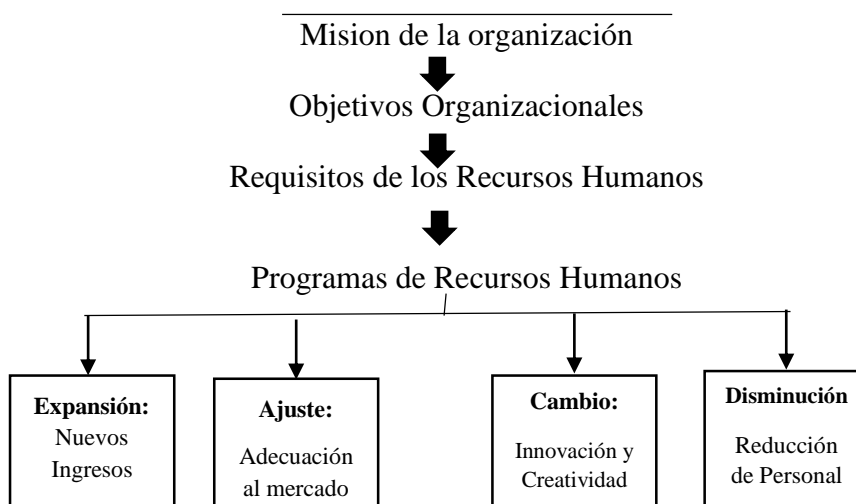 Mision de la organización
Objetivos Organizacionales
Requisitos de los Recursos Humanos
Programas de Recursos Humanos
Expansión:
Nuevos
Ingresos
Ajuste:
Adecuación
al mercado
Cambio:
Innovación y
Creatividad
Disminución
Reducción
de Personal